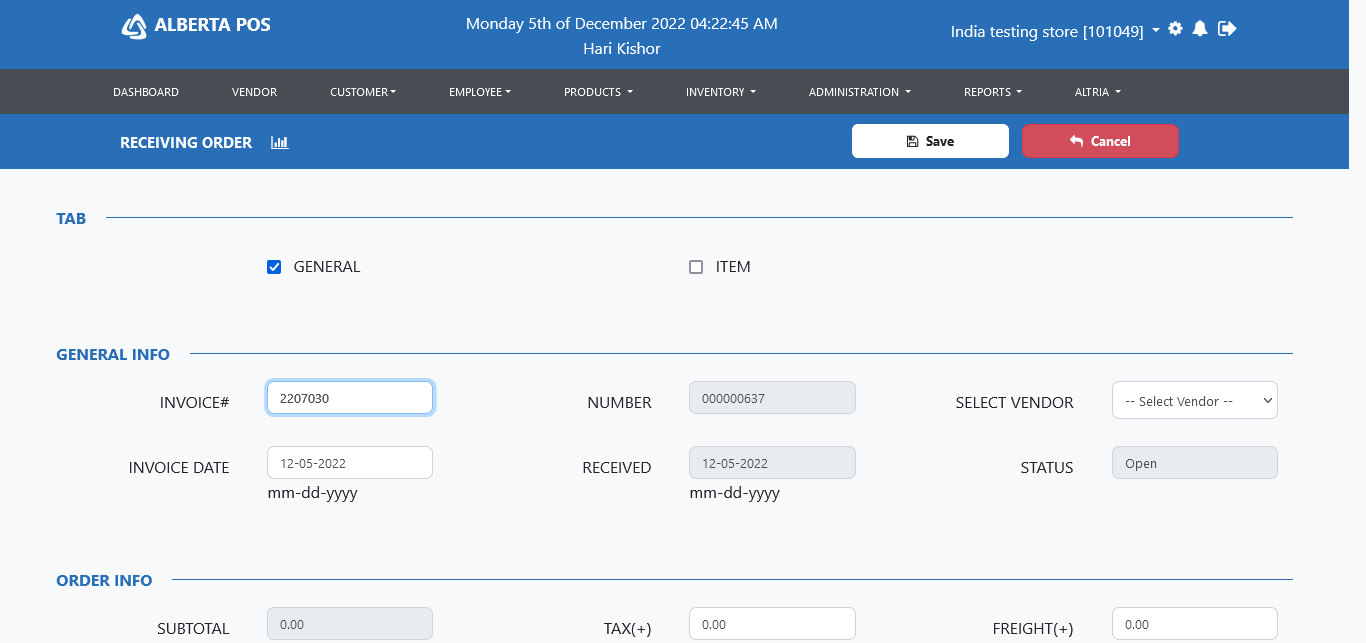 ALBERTA POS
Monday 5th of December 2022 04:22:45 AM
Hari Kishor
India testing store [101049]
DASHBOARD VENDOR CUSTOMER EMPLOYEE PRODUCTS INVENTORY ADMINISTRATION REPORTS ALTRIA
RECEIVING ORDER Save Cancel
TAB
GENERAL ITEM
GENERAL INFO
INVOICE# 2207030 NUMBER 000000637 SELECT VENDOR -- Select Vendor --
INVOICE DATE 12-05-2022 RECEIVED 12-05-2022 STATUS Open
mm-dd-yyyy mm-dd-yyyy
ORDER INFO
SUBTOTAL 0.00 TAX(+) 0.00 FREIGHT(+) 0.00